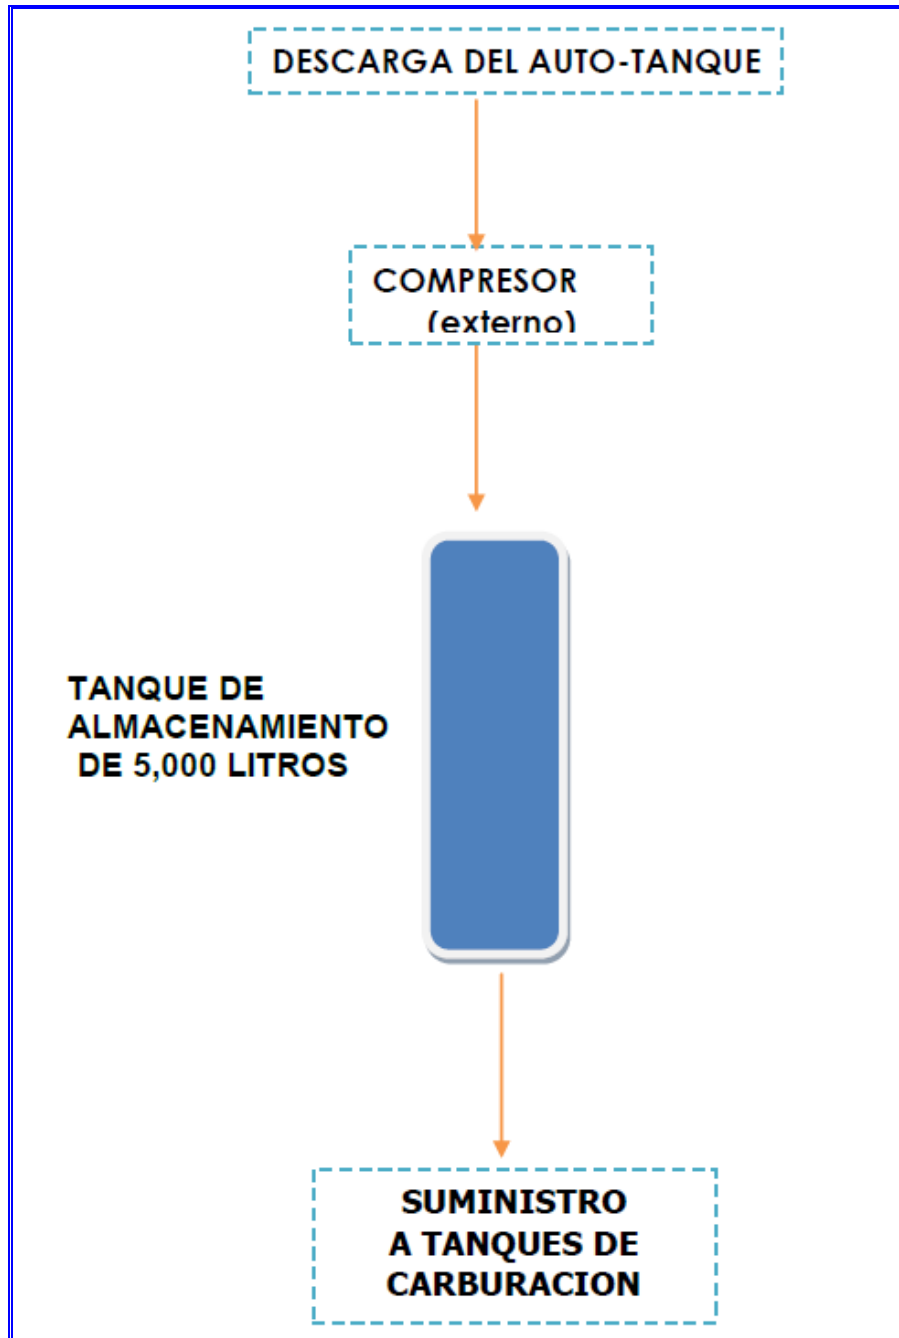 DESCARGA DEL AUTO-TANQUE
COMPRESOR
(externo)
TANQUE DE
ALMACENAMIENTO
DE 5,000 LITROS
SUMINISTRO
A TANQUES DE
CARBURACION